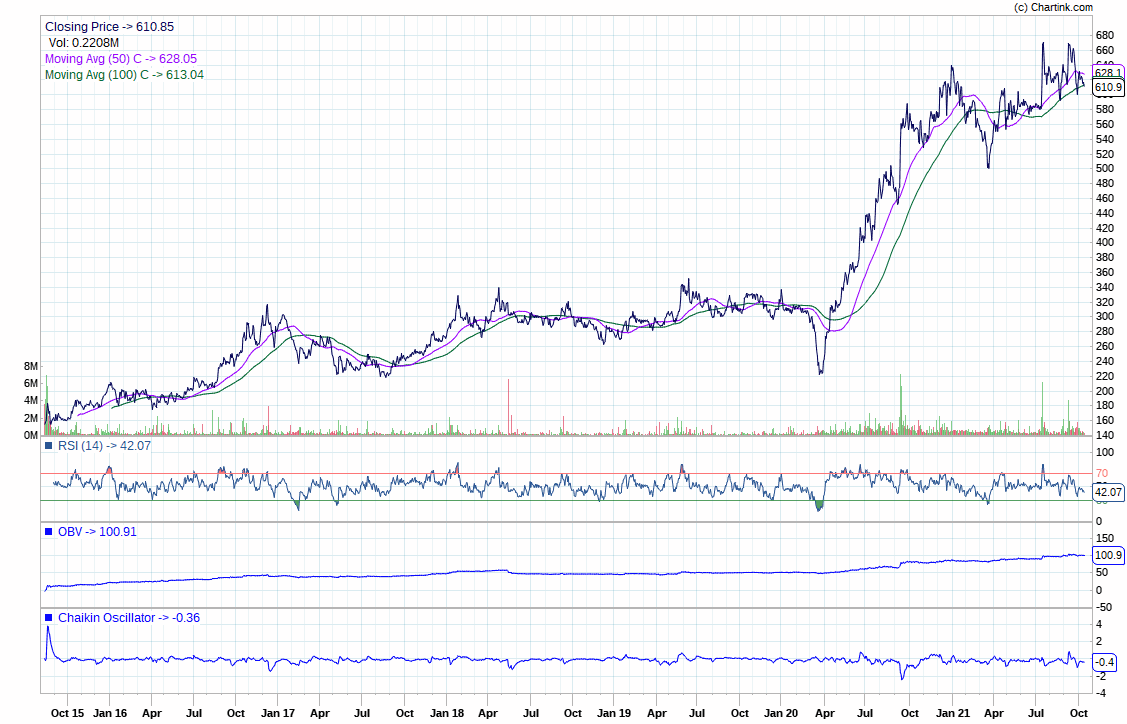 (c) Chartink.com
Closing Price -> 610.85
Vol: 0.2208M
Moving Avg (50) C -> 628.05
Moving Avg (100) C -> 613.04
680
660
628.1
610.9
580
560
540
520
500
480
460
440
420
400
380
360
340
320
300
280
260
240
220
200
180
160
140
8M
6M
4M
2M
0M
RSI (14) -> 42.07
100
70
42.07
0
OBV -> 100.91
150
100.9
50
0
-50
Chaikin Oscillator -> -0.36
4
2
-0.4
-2
-4
Oct 15 Jan 16 Apr Jul Oct Jan 17 Apr Jul Oct Jan 18 Apr Jul Oct Jan 19 Apr Jul Oct Jan 20 Apr Jul Oct Jan 21 Apr Jul Oct